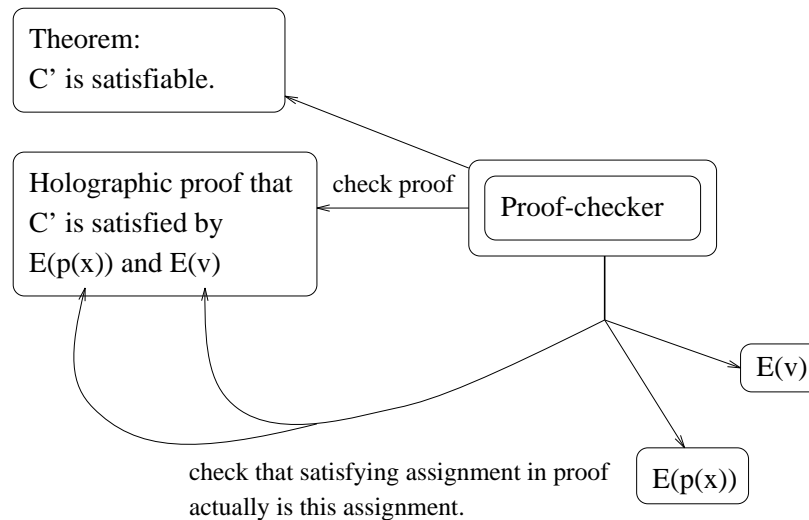 Theorem:
C’ is satisfiable.
Holographic proof that
C’ is satisfied by
E(p(x)) and E(v)
check proof
Proof-checker
E(v)
E(p(x))
check that satisfying assignment in proof
actually is this assignment.